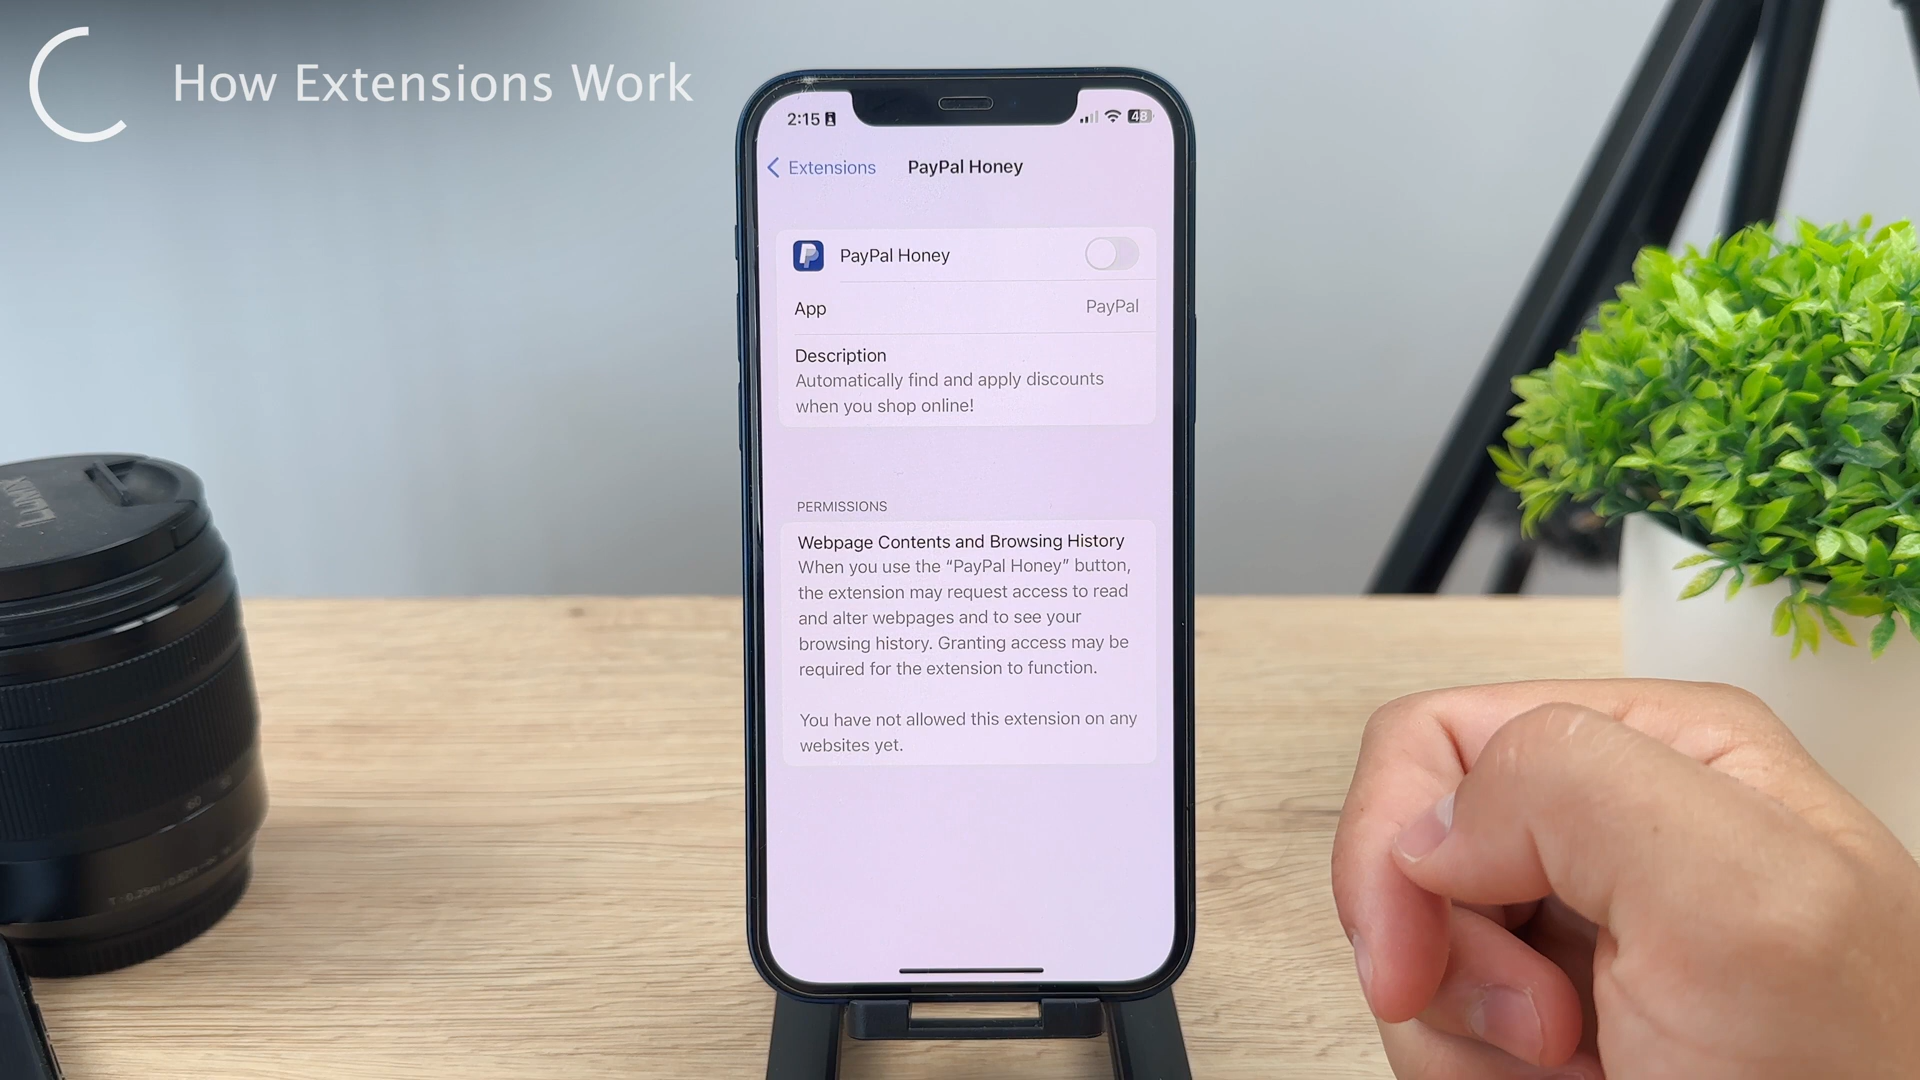 How Extensions Work
2:15
48
Extensions
PayPal Honey
PayPal Honey
App
PayPal
Description
Automatically find and apply discounts
when you shop online!
PERMISSIONS
Webpage Contents and Browsing History
When you use the “PayPal Honey” button,
the extension may request access to read
and alter webpages and to see your
browsing history. Granting access may be
required for the extension to function.
You have not allowed this extension on any
websites yet.
LUMIX
60